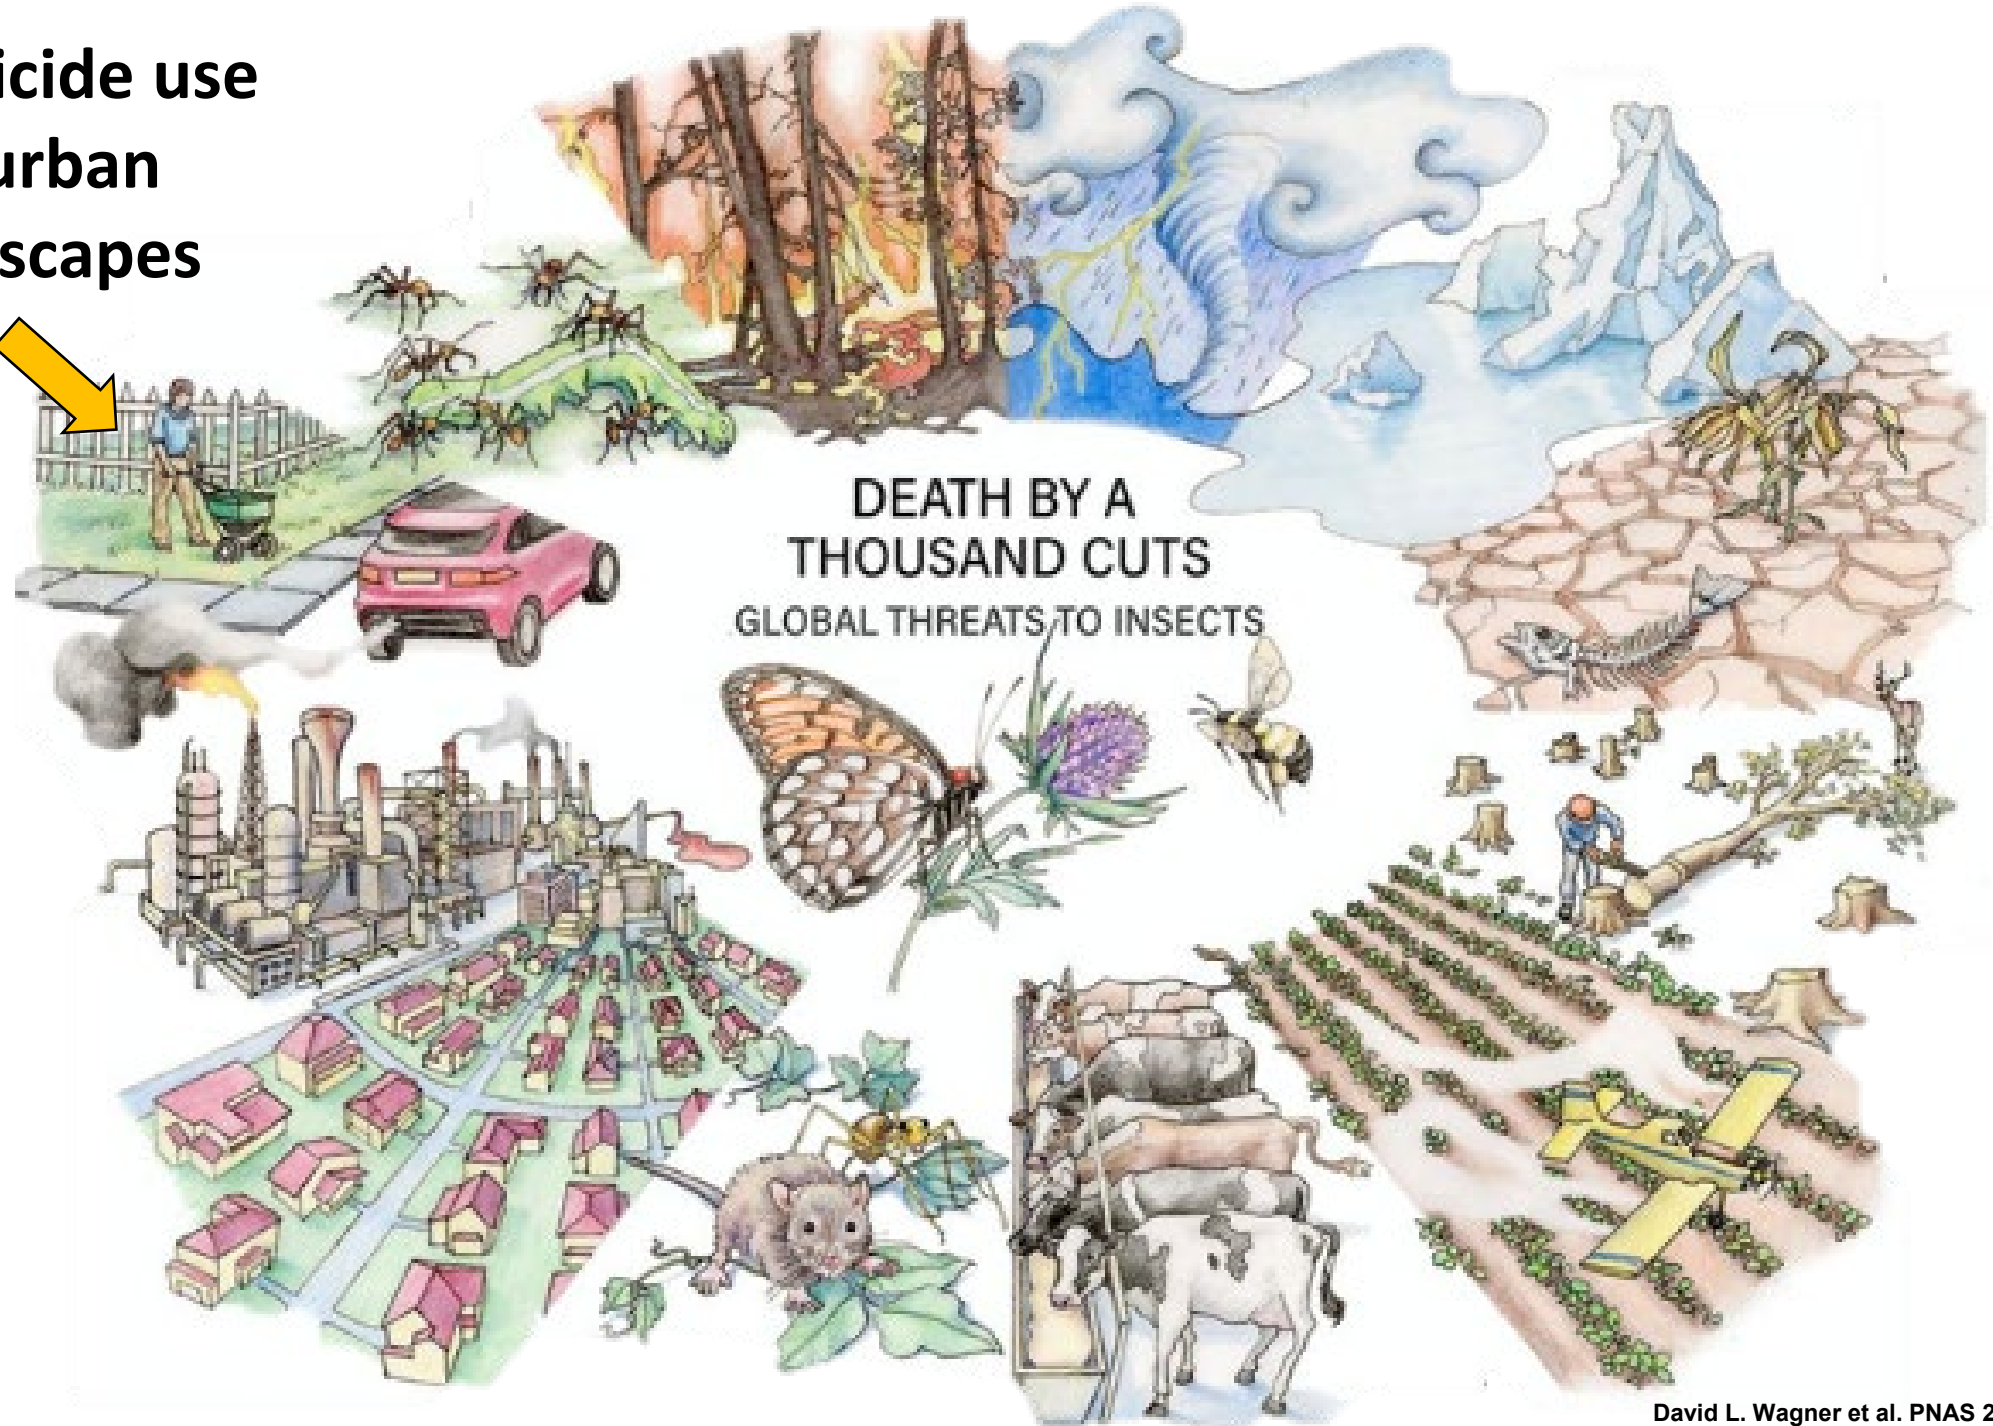 icide use
urban
scapes
DEATH BY A
THOUSAND CUTS
GLOBAL THREATS TO INSECTS
David L. Wagner et al. PNAS 2